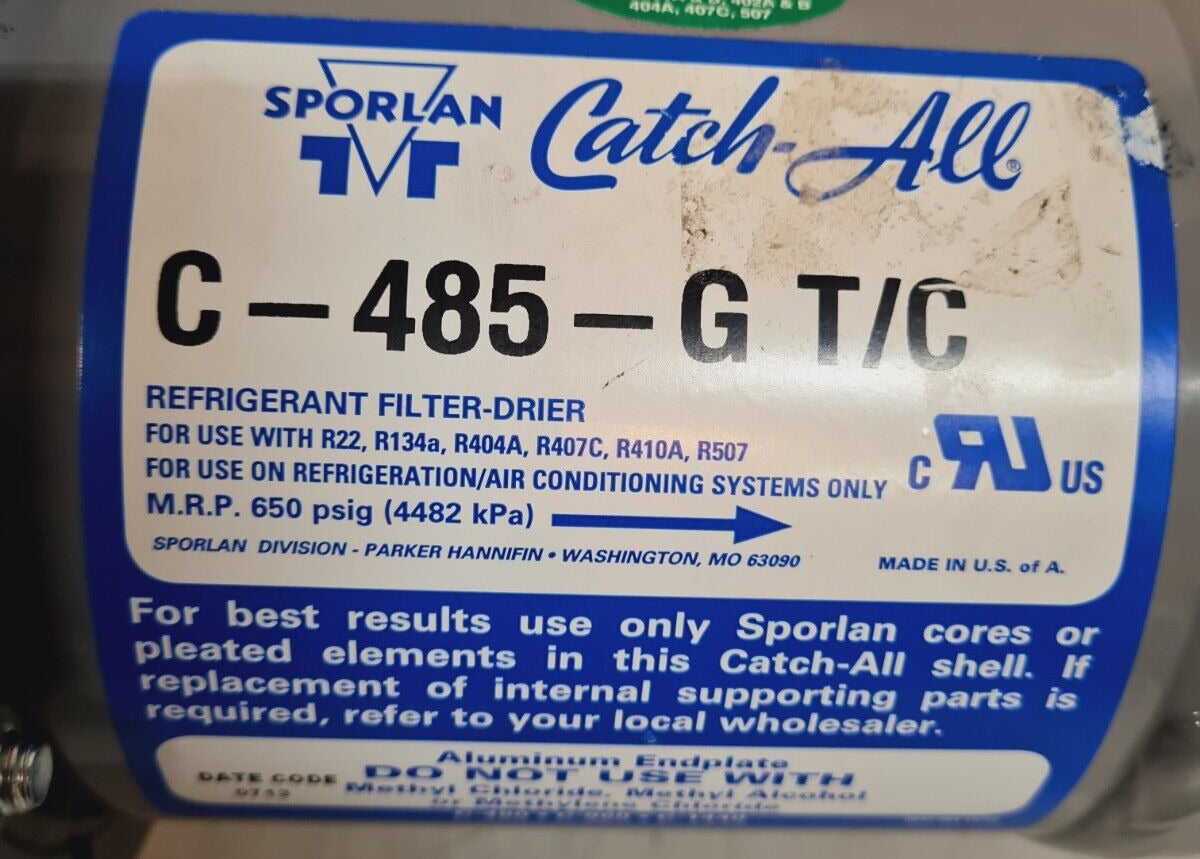 402A & B
404A, 407C, 507
SPORLAN Catch-All®
C-485-G T/C
REFRIGERANT FILTER-DRIER
FOR USE WITH R22, R134a, R404A, R407C, R410A, R507
FOR USE ON REFRIGERATION/AIR CONDITIONING SYSTEMS ONLY
M.R.P. 650 psig (4482 kPa)
C RU US
SPORLAN DIVISION - PARKER HANNIFIN • WASHINGTON, MO 63090
MADE IN U.S. of A.
For best results use only Sporlan cores or
pleated elements in this Catch-All shell. If
replacement of internal supporting parts is
required, refer to your local wholesaler.
Aluminum Endplate
DATE CODE DO NOT USE WITH
Methyl Chloride, Methyl Alcohol
or Methylene Chloride